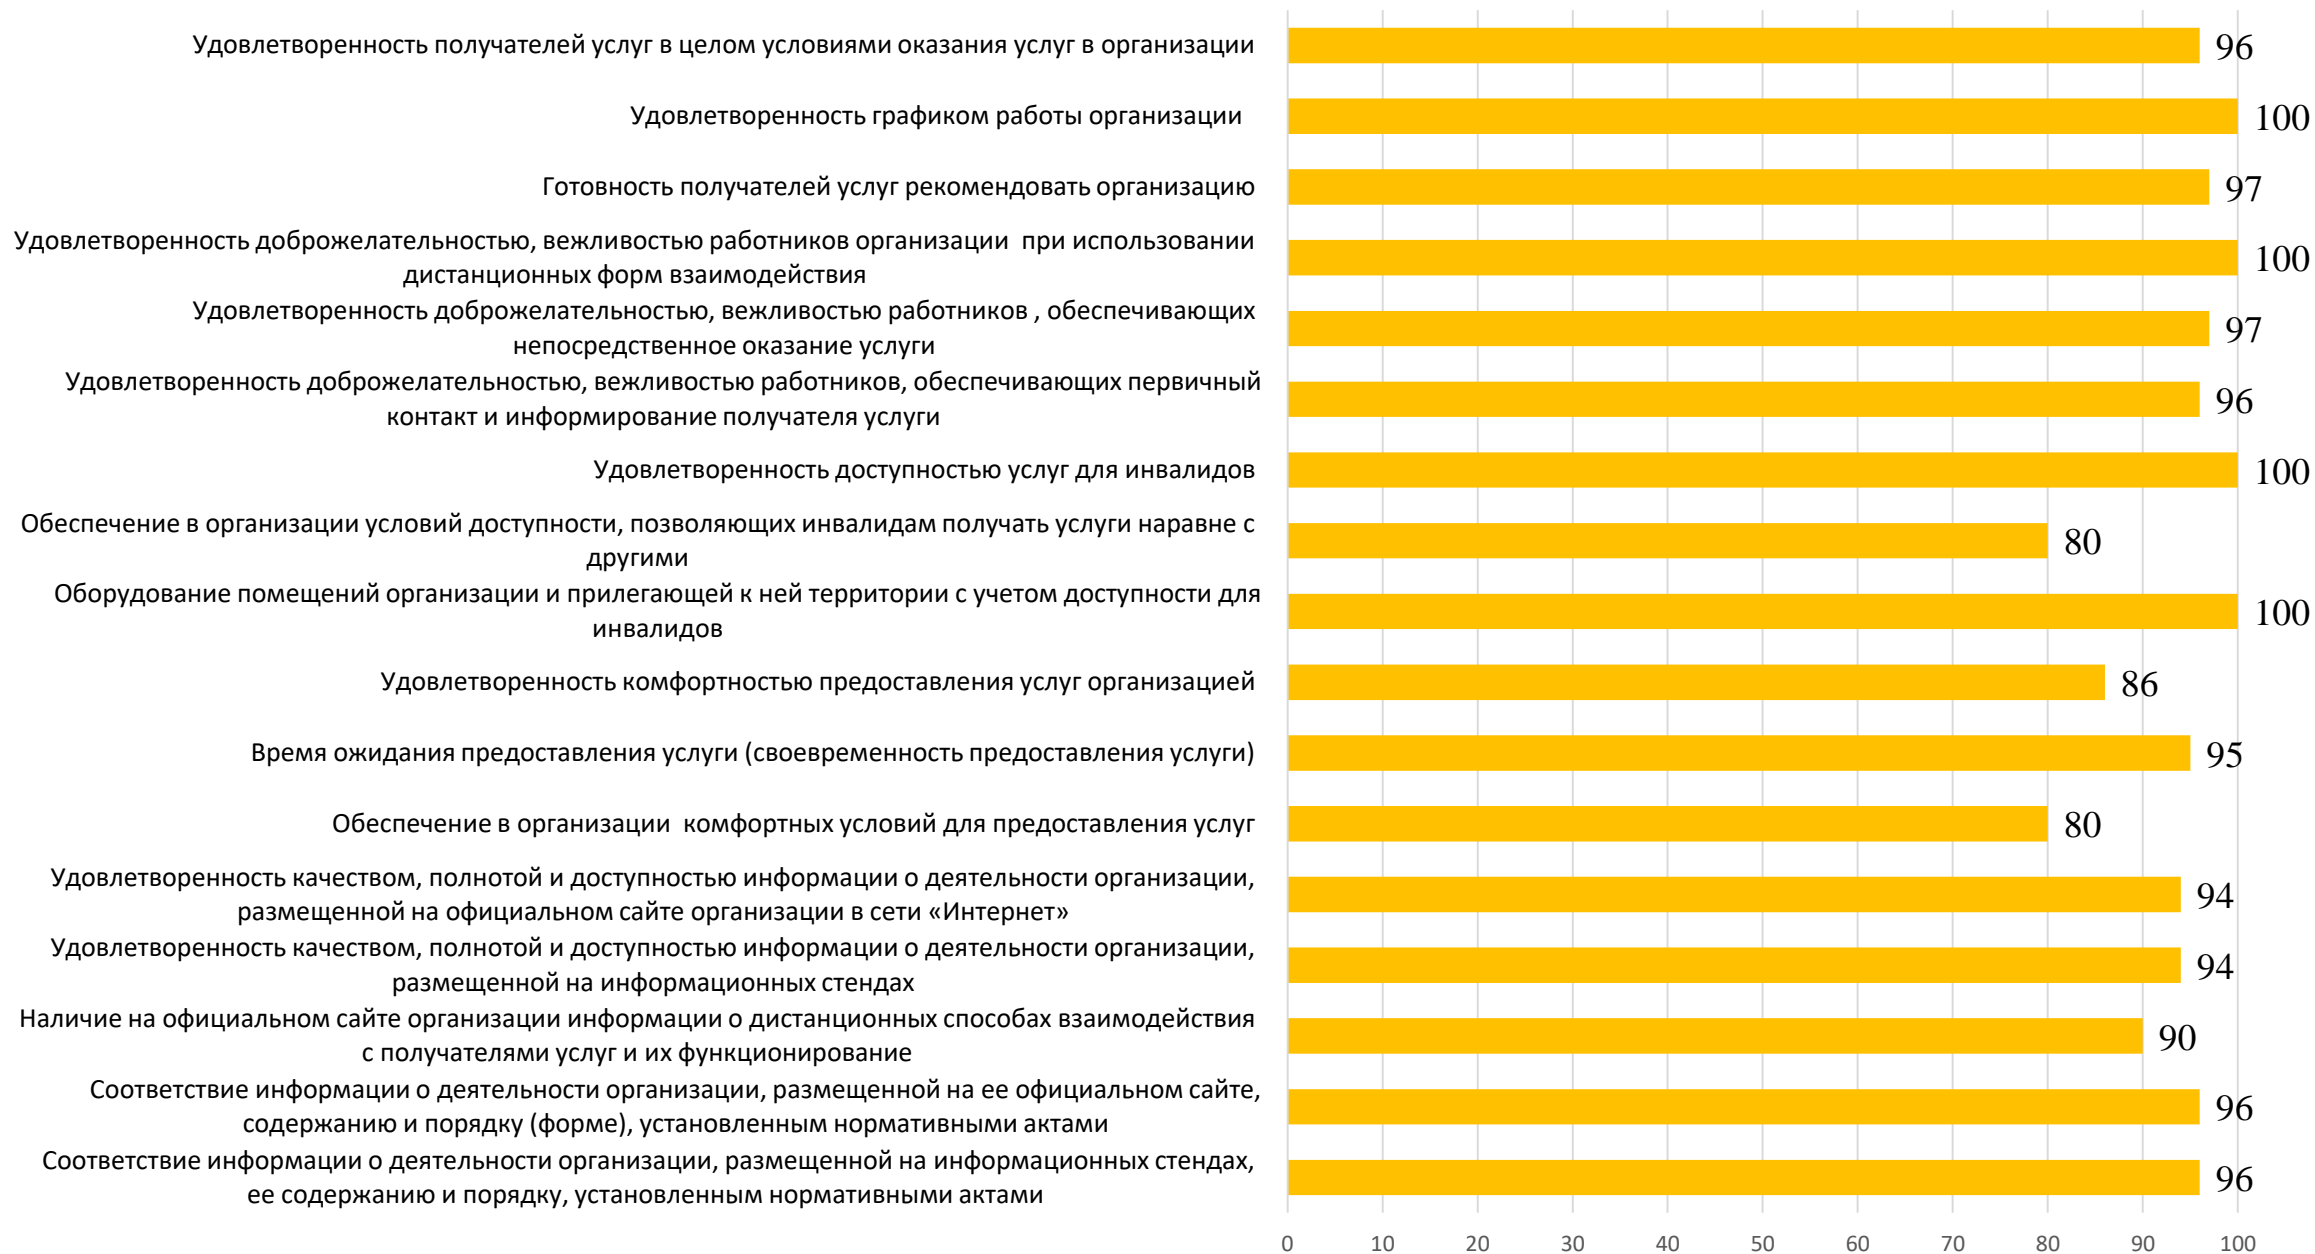 Удовлетворенность получателей услуг в целом условиями оказания услуг в организации 96
Удовлетворенность графиком работы организации 100
Готовность получателей услуг рекомендовать организацию 97
Удовлетворенность доброжелательностью, вежливостью работников организации при использовании
дистанционных форм взаимодействия 100
Удовлетворенность доброжелательностью, вежливостью работников , обеспечивающих
непосредственное оказание услуги 97
Удовлетворенность доброжелательностью, вежливостью работников, обеспечивающих первичный
контакт и информирование получателя услуги 96
Удовлетворенность доступностью услуг для инвалидов 100
Обеспечение в организации условий доступности, позволяющих инвалидам получать услуги наравне с
другими 80
Оборудование помещений организации и прилегающей к ней территории с учетом доступности для
инвалидов 100
Удовлетворенность комфортностью предоставления услуг организацией 86
Время ожидания предоставления услуги (своевременность предоставления услуги) 95
Обеспечение в организации комфортных условий для предоставления услуг 80
Удовлетворенность качеством, полнотой и доступностью информации о деятельности организации,
размещенной на официальном сайте организации в сети «Интернет» 94
Удовлетворенность качеством, полнотой и доступностью информации о деятельности организации,
размещенной на информационных стендах 94
Наличие на официальном сайте организации информации о дистанционных способах взаимодействия
с получателями услуг и их функционирование 90
Соответствие информации о деятельности организации, размещенной на ее официальном сайте,
содержанию и порядку (форме), установленным нормативными актами 96
Соответствие информации о деятельности организации, размещенной на информационных стендах,
ее содержанию и порядку, установленным нормативными актами 96
0 10 20 30 40 50 60 70 80 90 100